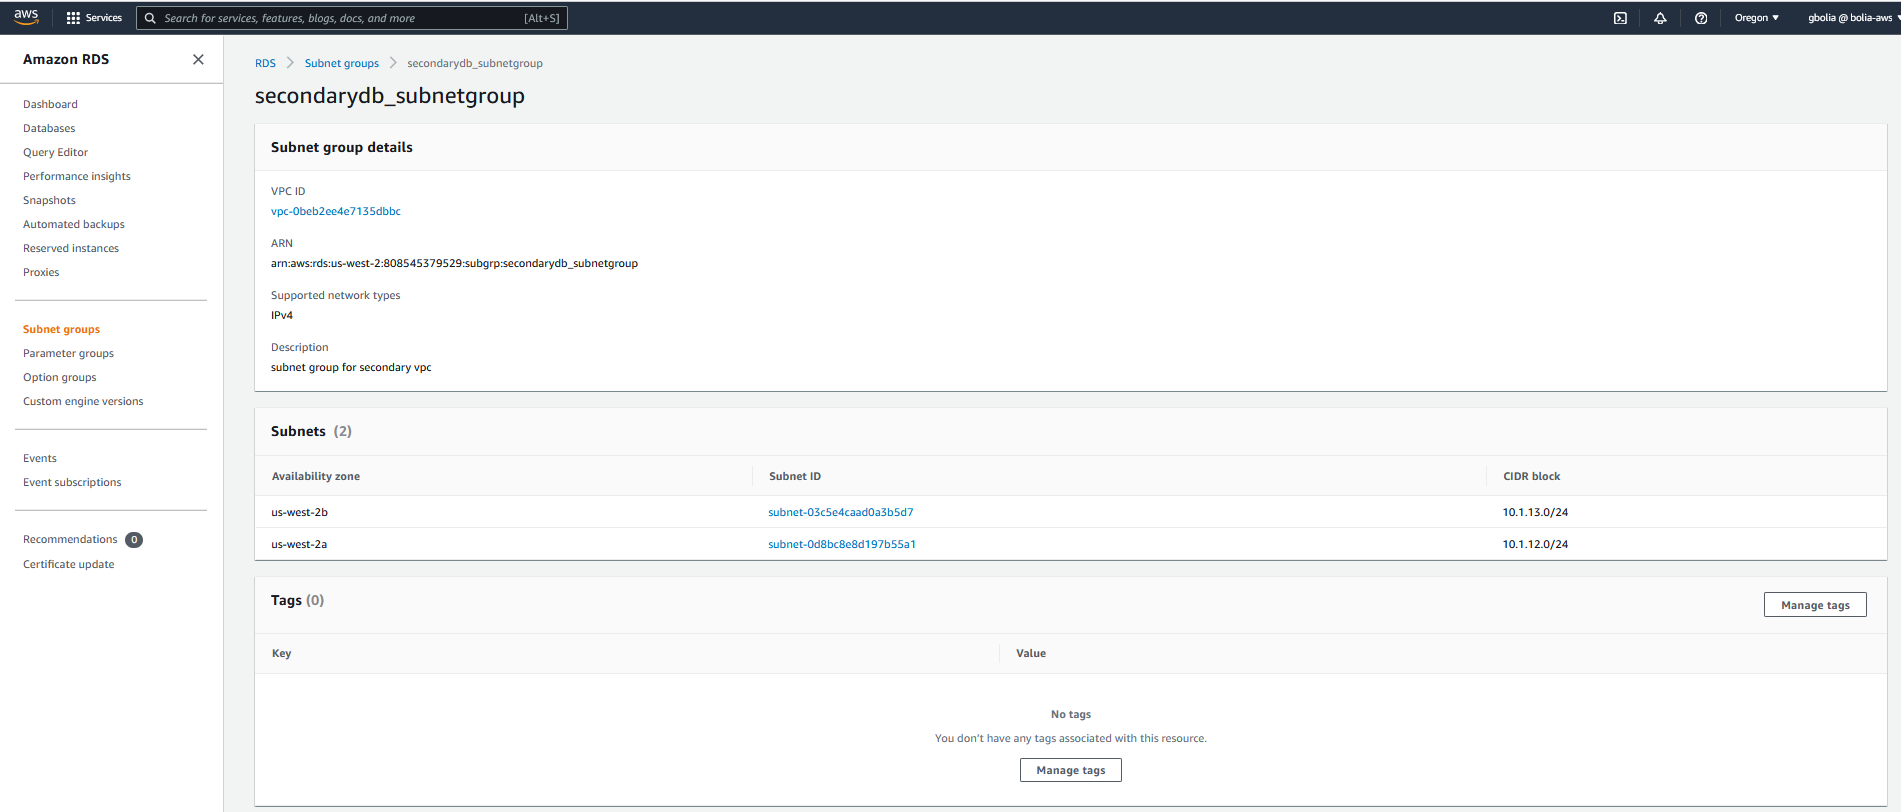 aws
Services
Search for services, features, blogs, docs, and more
[Alt+S]
Oregon
gbolia @ bolia-aws
Amazon RDS
Dashboard
Databases
Query Editor
Performance insights
Snapshots
Automated backups
Reserved instances
Proxies
Subnet groups
Parameter groups
Option groups
Custom engine versions
Events
Event subscriptions
Recommendations 0
Certificate update
RDS > Subnet groups > secondarydb_subnetgroup
secondarydb_subnetgroup
Subnet group details
VPC ID
vpc-0beb2ee4e7135dbbc
ARN
arn:aws:rds:us-west-2:808545379529:subgrp:secondarydb_subnetgroup
Supported network types
IPv4
Description
subnet group for secondary vpc
Subnets (2)
Availability zone Subnet ID CIDR block
us-west-2b subnet-03c5e4caad0a3b5d7 10.1.13.0/24
us-west-2a subnet-0d8bc8e8d197b55a1 10.1.12.0/24
Tags (0)
Manage tags
Key Value
No tags
You don't have any tags associated with this resource.
Manage tags